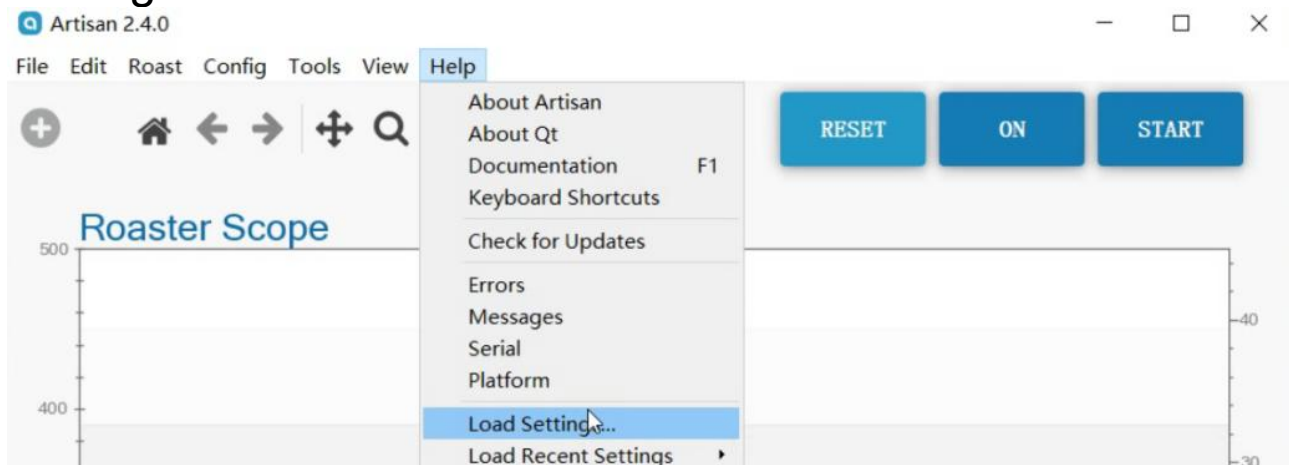 Artisan 2.4.0
File Edit Roast Config Tools View Help
About Artisan
About Qt
Documentation F1
Keyboard Shortcuts
Check for Updates
Errors
Messages
Serial
Platform
Load Settings...
Load Recent Settings
RESET ON START
Roaster Scope
500
400
40
30